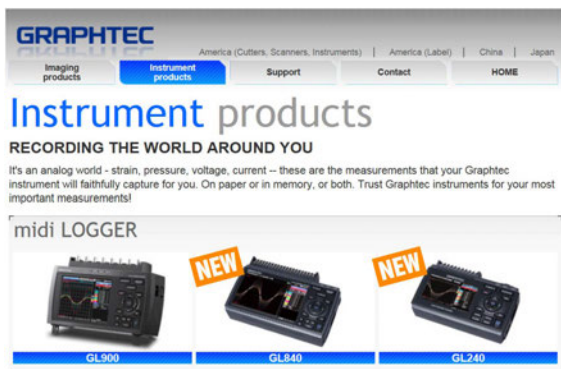 GRAPHTEC
America (Cutters, Scanners, Instruments) | America (Label) | China | Japan
Imaging products
Instrument products
Support
Contact
HOME
Instrument products
RECORDING THE WORLD AROUND YOU
It's an analog world - strain, pressure, voltage, current -- these are the measurements that your Graphtec
instrument will faithfully capture for you. On paper or in memory, or both. Trust Graphtec instruments for your most
important measurements!
midi LOGGER
NEW
NEW
GL900
GL840
GL240